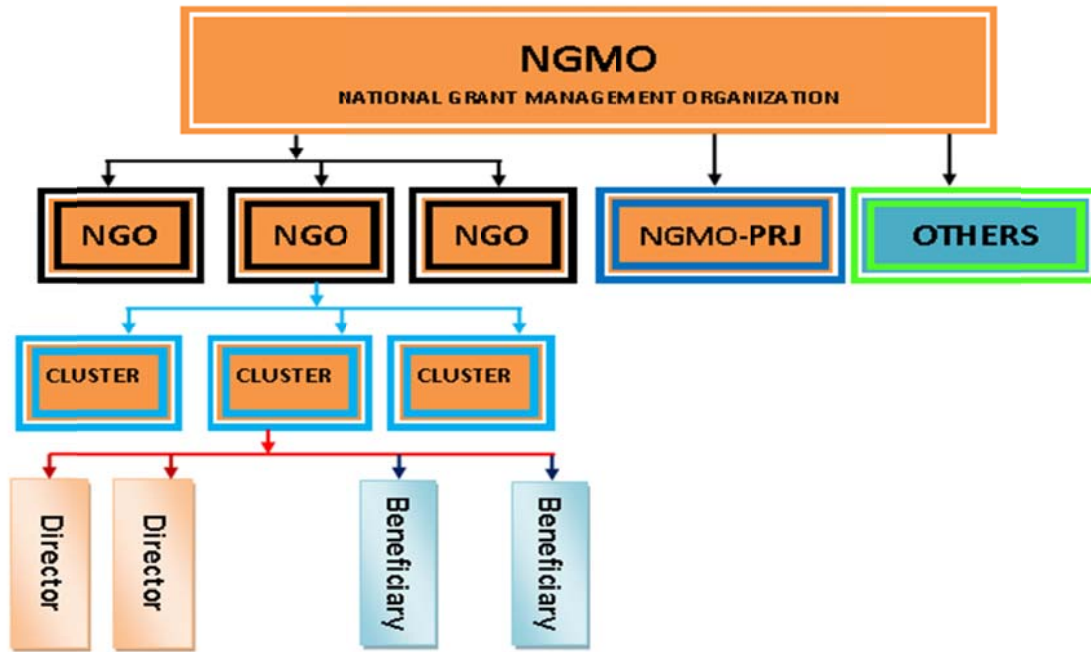 NGMO
NATIONAL GRANT MANAGEMENT ORGANIZATION
NGO
NGO
NGO
NGMO-PRJ
OTHERS
CLUSTER
CLUSTER
CLUSTER
Director
Director
Beneficiary
Beneficiary